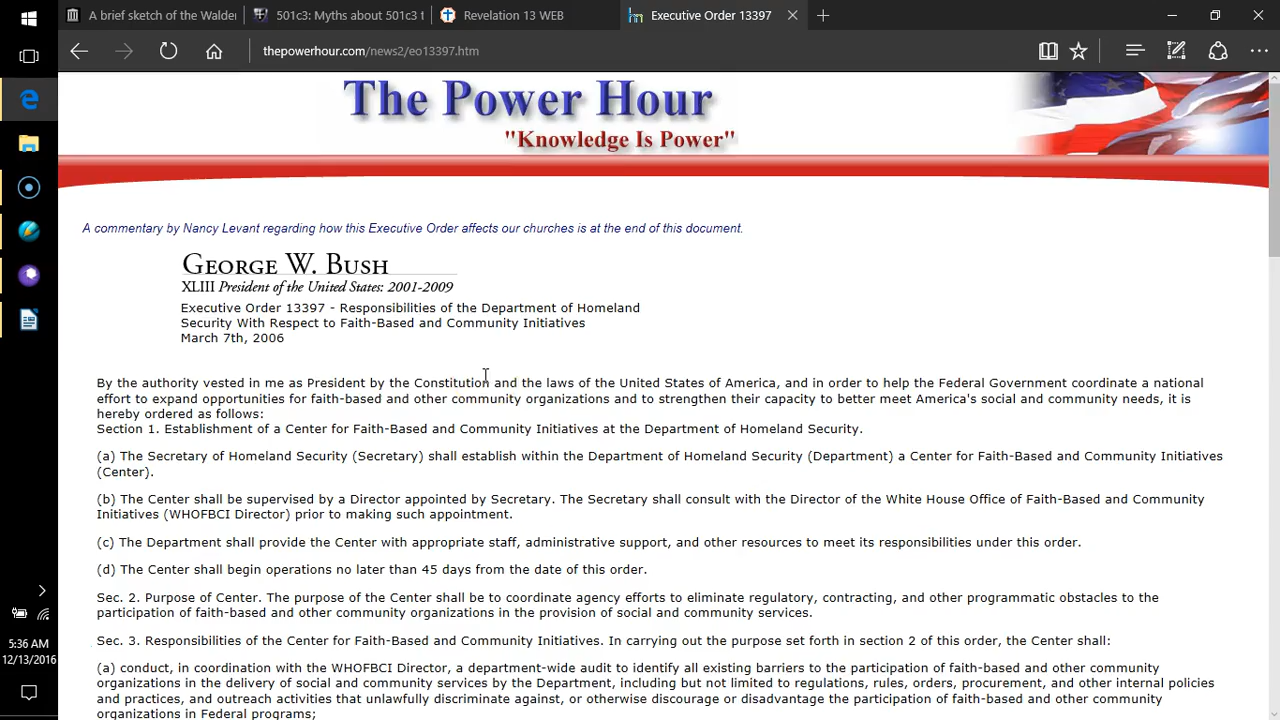 A brief sketch of the Walder
501c3: Myths about 501c3 t
Revelation 13 WEB
Executive Order 13397
thepowerhour.com/news2/eo13397.htm
The Power Hour
"Knowledge Is Power"
A commentary by Nancy Levant regarding how this Executive Order affects our churches is at the end of this document.
GEORGE W. BUSH
XLIII President of the United States: 2001-2009
Executive Order 13397 - Responsibilities of the Department of Homeland
Security With Respect to Faith-Based and Community Initiatives
March 7th, 2006
By the authority vested in me as President by the Constitution and the laws of the United States of America, and in order to help the Federal Government coordinate a national
effort to expand opportunities for faith-based and other community organizations and to strengthen their capacity to better meet America's social and community needs, it is
hereby ordered as follows:
Section 1. Establishment of a Center for Faith-Based and Community Initiatives at the Department of Homeland Security.
(a) The Secretary of Homeland Security (Secretary) shall establish within the Department of Homeland Security (Department) a Center for Faith-Based and Community Initiatives
(Center).
(b) The Center shall be supervised by a Director appointed by Secretary. The Secretary shall consult with the Director of the White House Office of Faith-Based and Community
Initiatives (WHOFBCI Director) prior to making such appointment.
(c) The Department shall provide the Center with appropriate staff, administrative support, and other resources to meet its responsibilities under this order.
(d) The Center shall begin operations no later than 45 days from the date of this order.
Sec. 2. Purpose of Center. The purpose of the Center shall be to coordinate agency efforts to eliminate regulatory, contracting, and other programmatic obstacles to the
participation of faith-based and other community organizations in the provision of social and community services.
Sec. 3. Responsibilities of the Center for Faith-Based and Community Initiatives. In carrying out the purpose set forth in section 2 of this order, the Center shall:
(a) conduct, in coordination with the WHOFBCI Director, a department-wide audit to identify all existing barriers to the participation of faith-based and other community
organizations in the delivery of social and community services by the Department, including but not limited to regulations, rules, orders, procurement, and other internal policies
and practices, and outreach activities that unlawfully discriminate against, or otherwise discourage or disadvantage the participation of faith-based and other community
organizations in Federal programs;
5:36 AM
12/13/2016